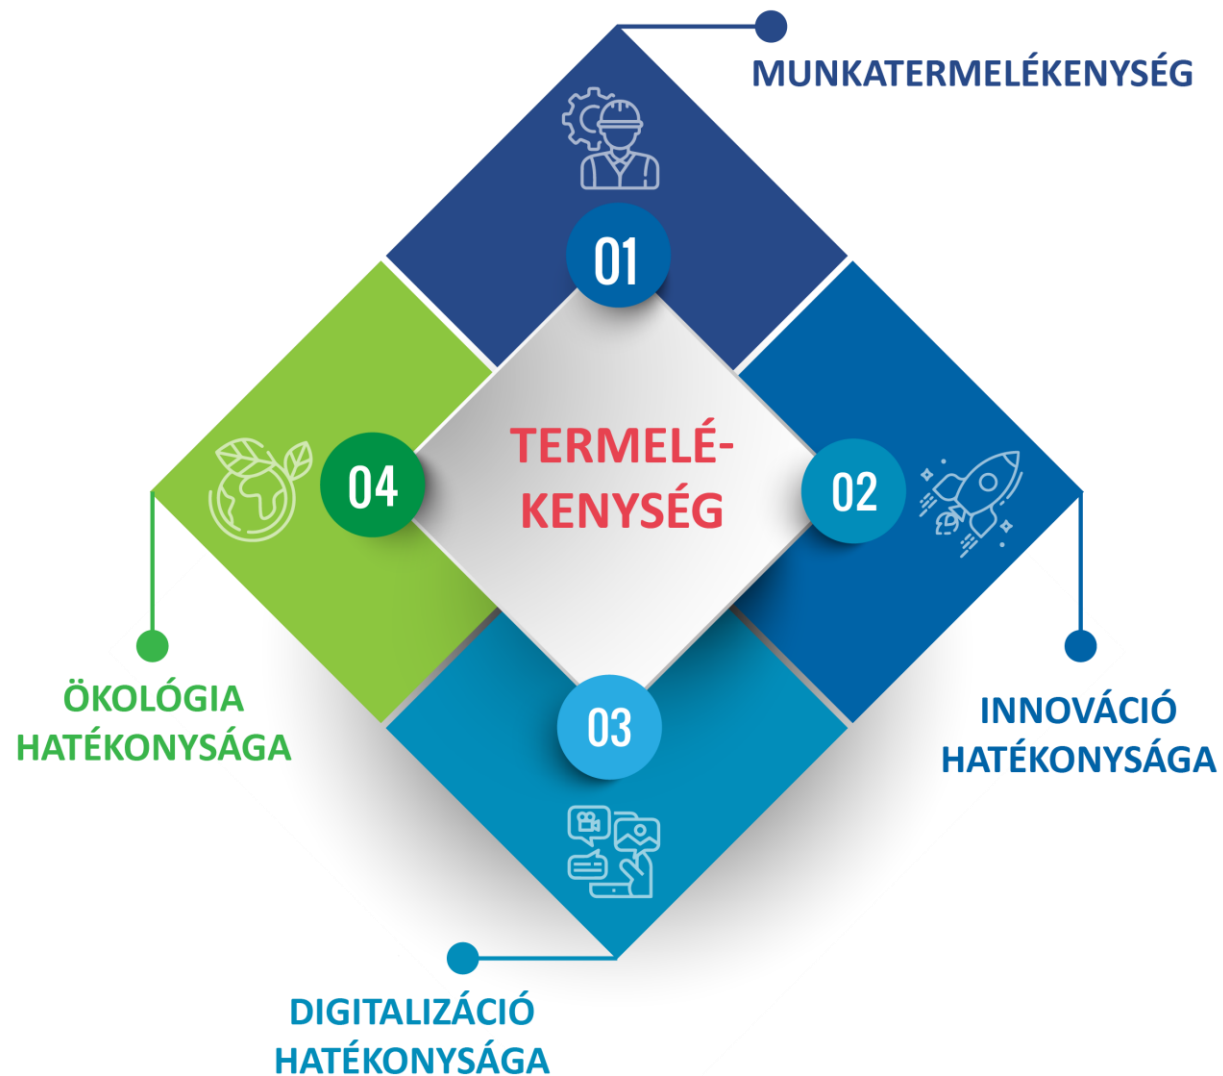 MUNKATERMELÉKENYSÉG
01
TERMELÉ-
KENYSÉG
04
02
03
ÖKOLÓGIA
HATÉKONYSÁGA
INNOVÁCIÓ
HATÉKONYSÁGA
DIGITALIZÁCIÓ
HATÉKONYSÁGA